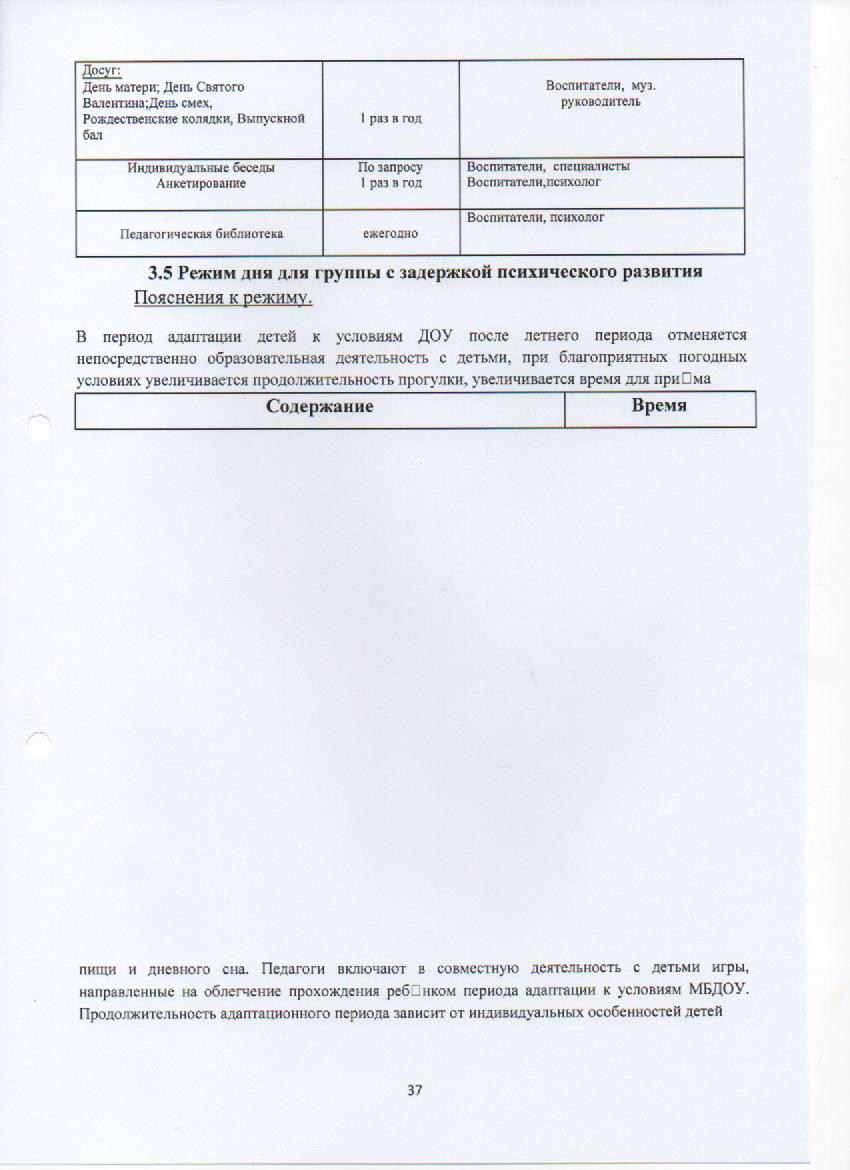 Досуг:
День матери; День Святого
Валентина;День смех,
Рождественские колядки, Выпускной
бал
1 раз в год
Воспитатели, муз.
руководитель
Индивидуальные беседы
Анкетирование
По запросу
1 раз в год
Воспитатели, специалисты
Воспитатели,психолог
Педагогическая библиотека
ежегодно
Воспитатели, психолог
3.5 Режим дня для группы с задержкой психического развития
Пояснения к режиму.
В период адаптации детей к условиям ДОУ после летнего периода отменяется
непосредственно образовательная деятельность с детьми, при благоприятных погодных
условиях увеличивается продолжительность прогулки, увеличивается время для при□ма
Содержание
Время
пищи и дневного сна. Педагоги включают в совместную деятельность с детьми игры,
направленные на облегчение прохождения реб□нком периода адаптации к условиям МБДОУ.
Продолжительность адаптационного периода зависит от индивидуальных особенностей детей
37